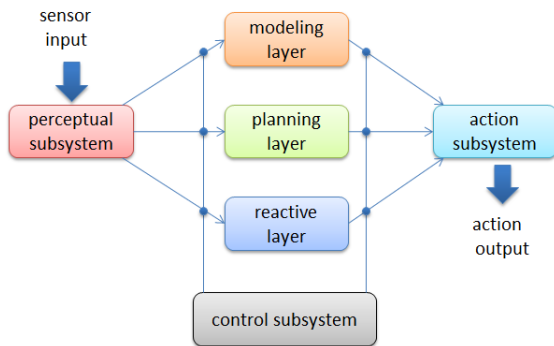 sensor
input
modeling
layer
perceptual
subsystem
planning
layer
action
subsystem
reactive
layer
action
output
control subsystem